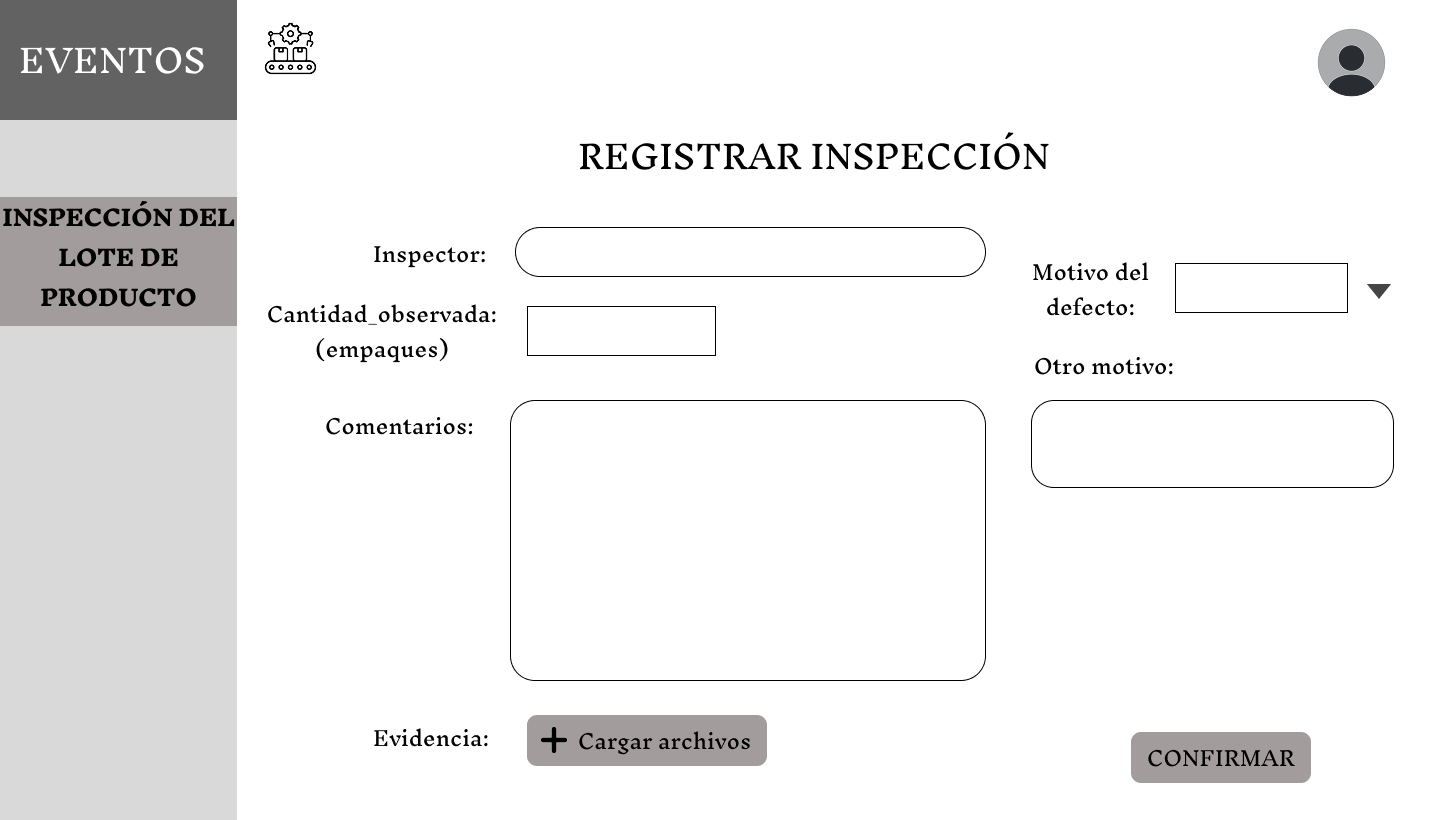 EVENTOS
INSPECCIÓN DEL
LOTE DE
PRODUCTO
REGISTRAR INSPECCIÓN
Inspector:
Cantidad_observada:
(empaques)
Comentarios:
Evidencia:
Cargar archivos
Motivo del
defecto:
Otro motivo:
CONFIRMAR